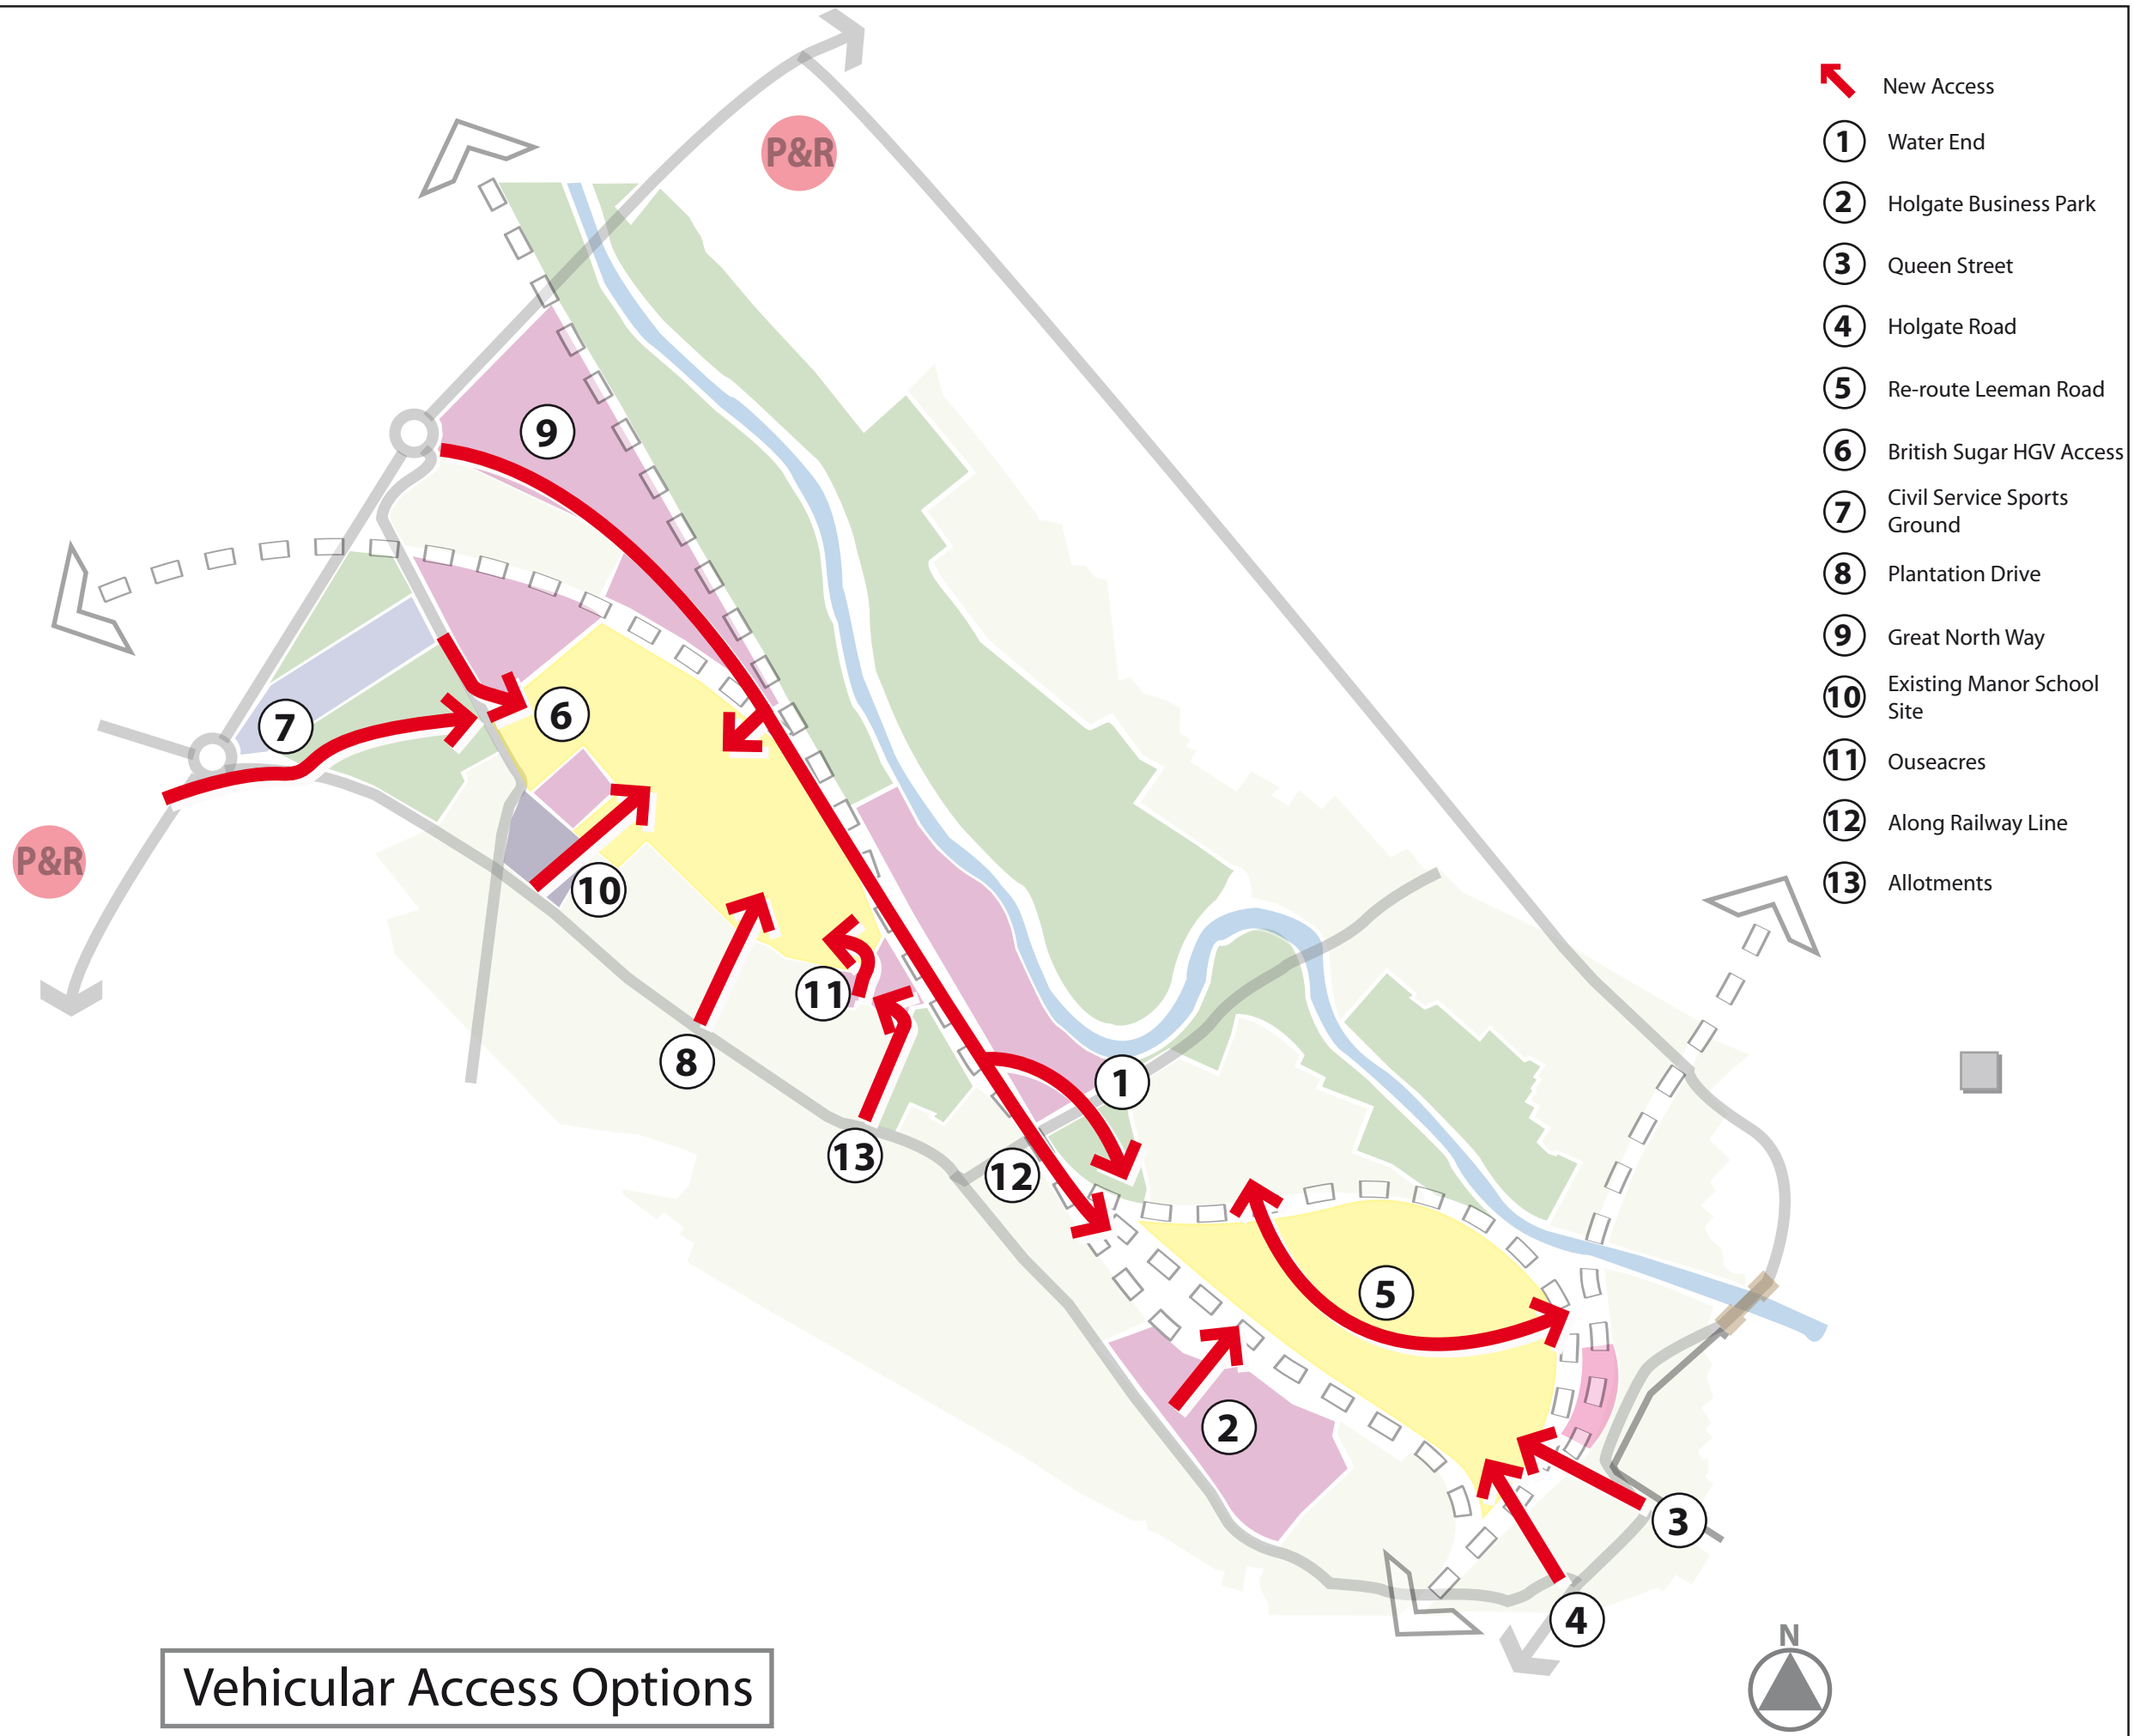 P&R
New Access
1 Water End
2 Holgate Business Park
3 Queen Street
4 Holgate Road
5 Re-route Leeman Road
6 British Sugar HGV Access
7 Civil Service Sports
Ground
8 Plantation Drive
9 Great North Way
10 Existing Manor School
Site
11 Ouseacres
12 Along Railway Line
13 Allotments
9
6
7
P&R
10
11
8
1
13
12
5
2
3
4
N
Vehicular Access Options